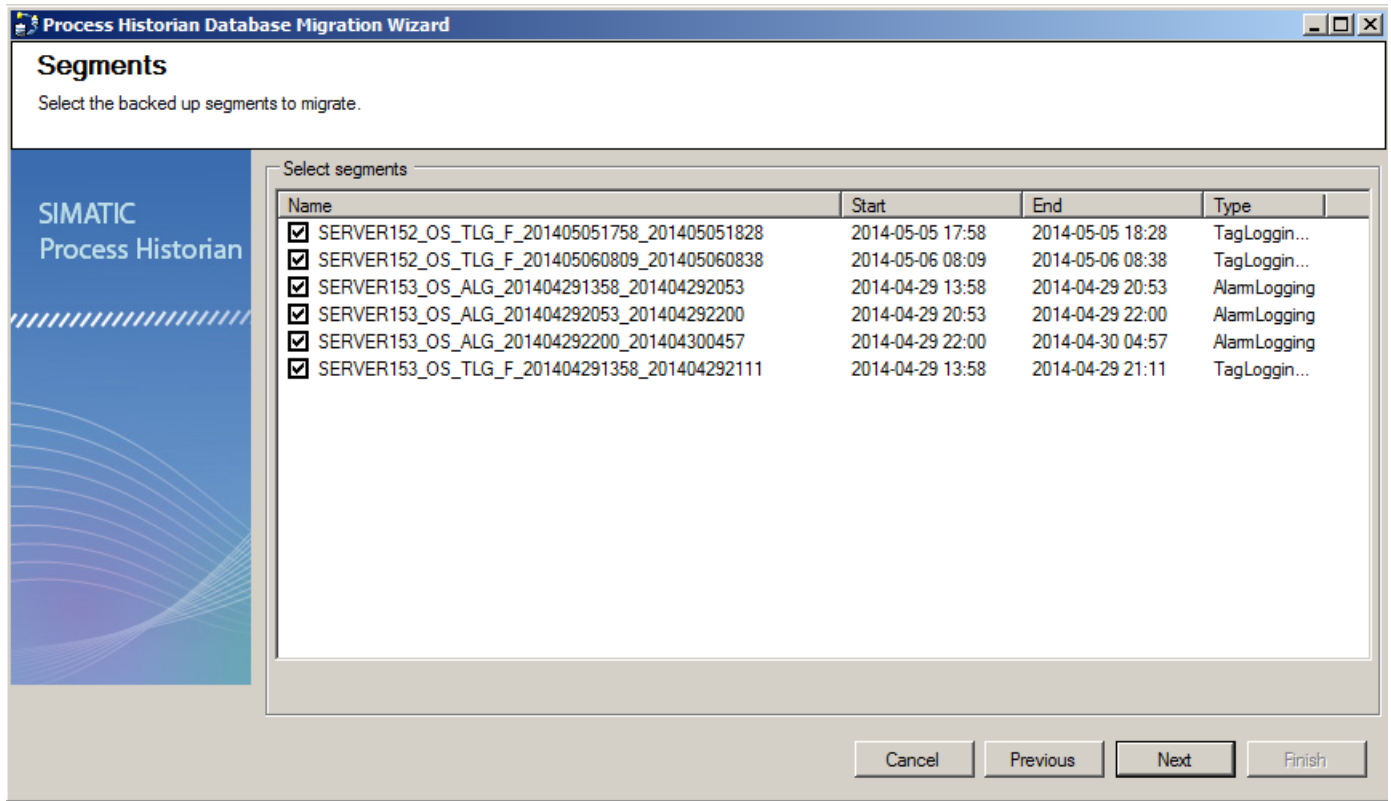 Process Historian Database Migration Wizard
Segments
Select the backed up segments to migrate.
SIMATIC
Process Historian
Select segments
Name Start End Type
SERVER152_OS_TLG_F_201405051758_201405051828 2014-05-05 17:58 2014-05-05 18:28 TagLoggin...
SERVER152_OS_TLG_F_201405060809_201405060838 2014-05-06 08:09 2014-05-06 08:38 TagLoggin...
SERVER153_OS_ALG_201404291358_201404292053 2014-04-29 13:58 2014-04-29 20:53 AlarmLogging
SERVER153_OS_ALG_201404292053_201404292200 2014-04-29 20:53 2014-04-29 22:00 AlarmLogging
SERVER153_OS_ALG_201404292200_201404300457 2014-04-29 22:00 2014-04-30 04:57 AlarmLogging
SERVER153_OS_TLG_F_201404291358_201404292111 2014-04-29 13:58 2014-04-29 21:11 TagLoggin...
Cancel Previous Next Finish